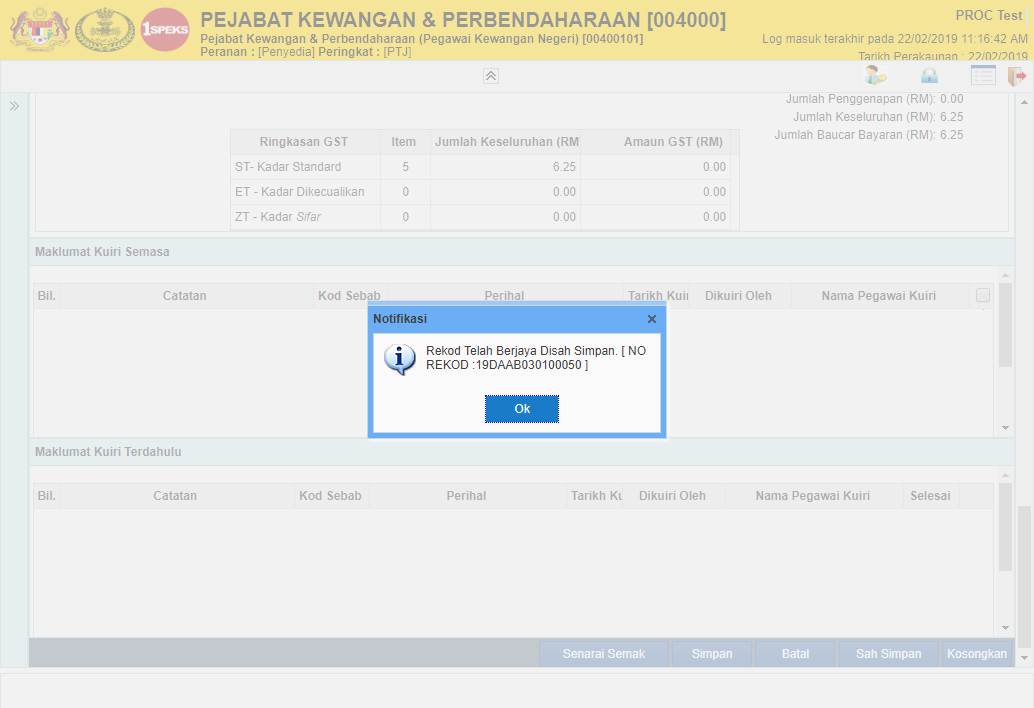 1SPEKS
PEJABAT KEWANGAN & PERBENDAHARAAN [004000]
Pejabat Kewangan & Perbendaharaan (Pegawai Kewangan Negeri) [00400101]
Peranan : [Penyedia] Peringkat : [PTJ]
PROC Test
Log masuk terakhir pada 22/02/2019 11:16:42 AM
Tarikh Perakaunan : 22/02/2019
Jumlah Penggenapan (RM): 0.00
Jumlah Keseluruhan (RM): 6.25
Jumlah Baucar Bayaran (RM): 6.25
Ringkasan GST Item Jumlah Keseluruhan (RM Amaun GST (RM)
ST- Kadar Standard 5 6.25 0.00
ET - Kadar Dikecualikan 0 0.00 0.00
ZT - Kadar Sifar 0 0.00 0.00
Maklumat Kuiri Semasa
Bil. Catatan Kod Sebab Perihal Tarikh Kuiri Dikuiri Oleh Nama Pegawai Kuiri
Notifikasi
Rekod Telah Berjaya Disah Simpan. [ NO
REKOD :19DAAB030100050 ]
Ok
Maklumat Kuiri Terdahulu
Bil. Catatan Kod Sebab Perihal Tarikh Ku Dikuiri Oleh Nama Pegawai Kuiri Selesai
Senarai Semak Simpan Batal Sah Simpan Kosongkan